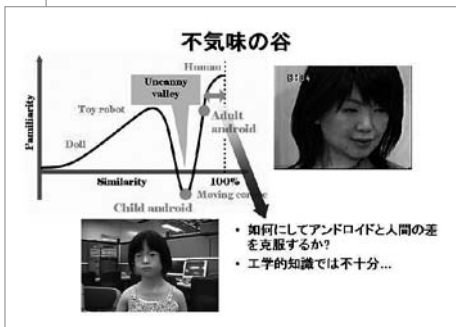 不気味の谷
Human
Uncanny
valley
Toy robot
Adult
android
Familiarity
Doll
Similarity
100%
Moving corpse
Child android
• 如何にしてアンドロイドと人間の差
を克服するか?
• 工学的知識では不十分...